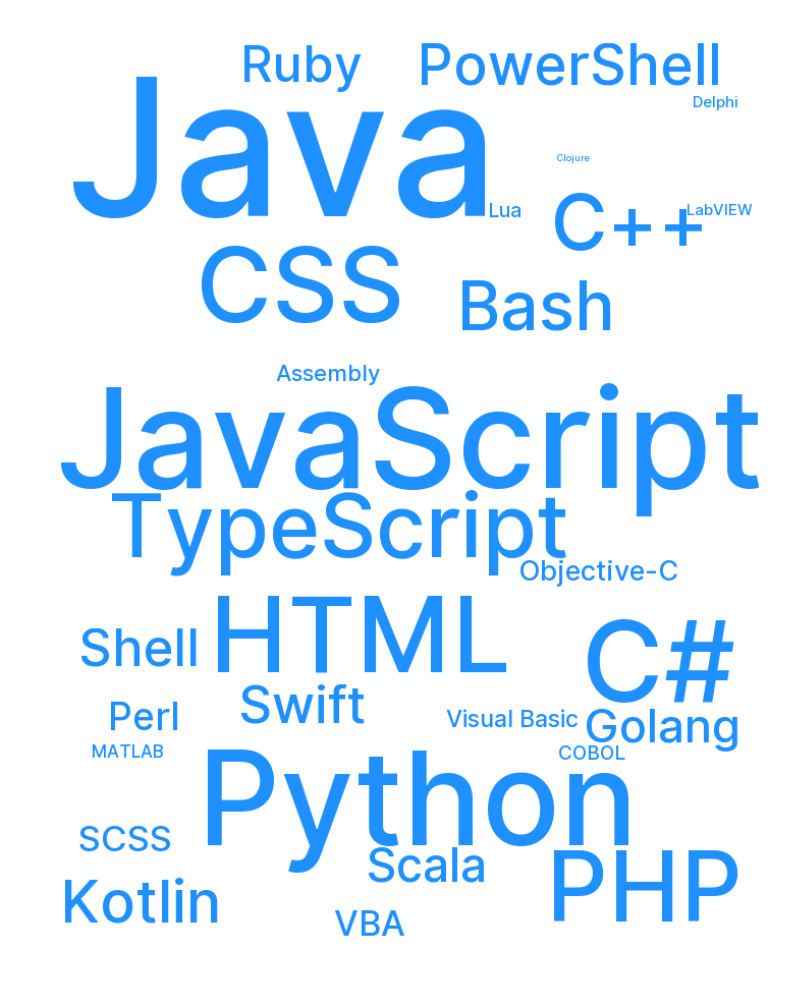 Ruby
PowerShell
Java
Delphi
Clojure
Lua
C++
LabVIEW
CSS
Bash
Assembly
JavaScript
TypeScript
Objective-C
HTML
Shell
C#
Swift
Perl
Visual Basic
Golang
MATLAB
COBOL
Python
SCSS
Scala
PHP
Kotlin
VBA